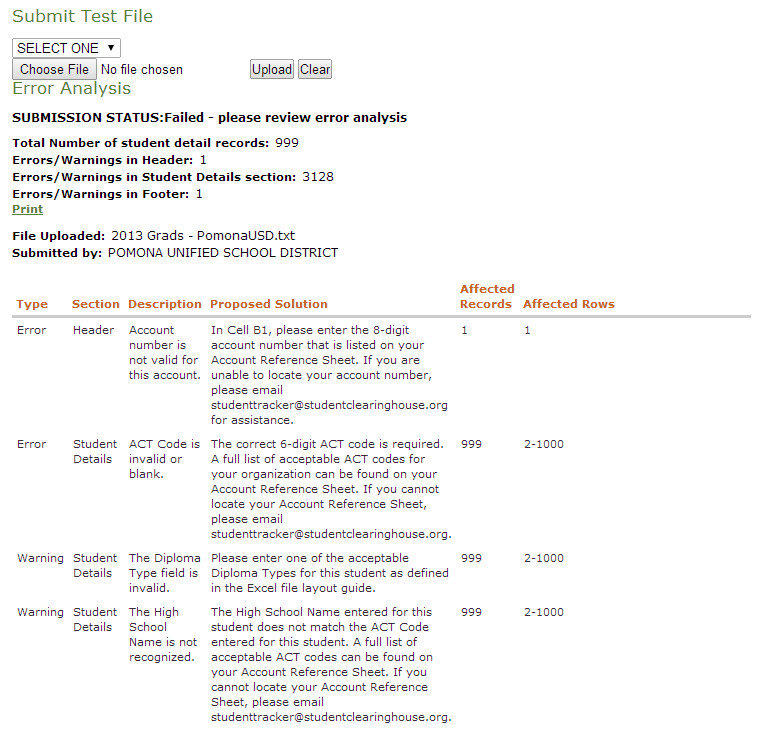 Submit Test File
SELECT ONE ▼
Choose File No file chosen Upload Clear
Error Analysis
SUBMISSION STATUS:Failed - please review error analysis
Total Number of student detail records: 999
Errors/Warnings in Header: 1
Errors/Warnings in Student Details section: 3128
Errors/Warnings in Footer: 1
Print
File Uploaded: 2013 Grads - PomonaUSD.txt
Submitted by: POMONA UNIFIED SCHOOL DISTRICT
Affected
Type Section Description Proposed Solution Records Affected Rows
Error Header Account In Cell B1, please enter the 8-digit 1 1
number is account number that is listed on your
not valid for Account Reference Sheet. If you are
this account. unable to locate your account number,
please email
studenttracker@studentclearinghouse.org
for assistance.
Error Student ACT Code is The correct 6-digit ACT code is required. 999 2-1000
Details invalid or A full list of acceptable ACT codes for
blank. your organization can be found on your
Account Reference Sheet. If you cannot
locate your Account Reference Sheet,
please email
studenttracker@studentclearinghouse.org.
Warning Student The Diploma Please enter one of the acceptable 999 2-1000
Details Type field is Diploma Types for this student as defined
invalid. in the Excel file layout guide.
Warning Student The High The High School Name entered for this 999 2-1000
Details School student does not match the ACT Code
Name is not entered for this student. A full list of
recognized. acceptable ACT codes can be found on
your Account Reference Sheet. If you
cannot locate your Account Reference
Sheet, please email
studenttracker@studentclearinghouse.org.